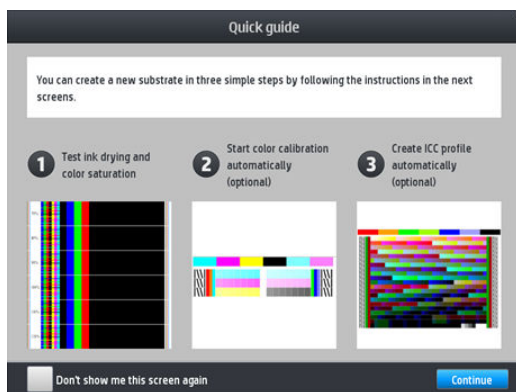 Quick guide
You can create a new substrate in three simple steps by following the instructions in the next
screens.
1
Test ink drying and
color saturation
2
Start color calibration
automatically
(optional)
3
Create ICC profile
automatically
(optional)
Don't show me this screen again
Continue